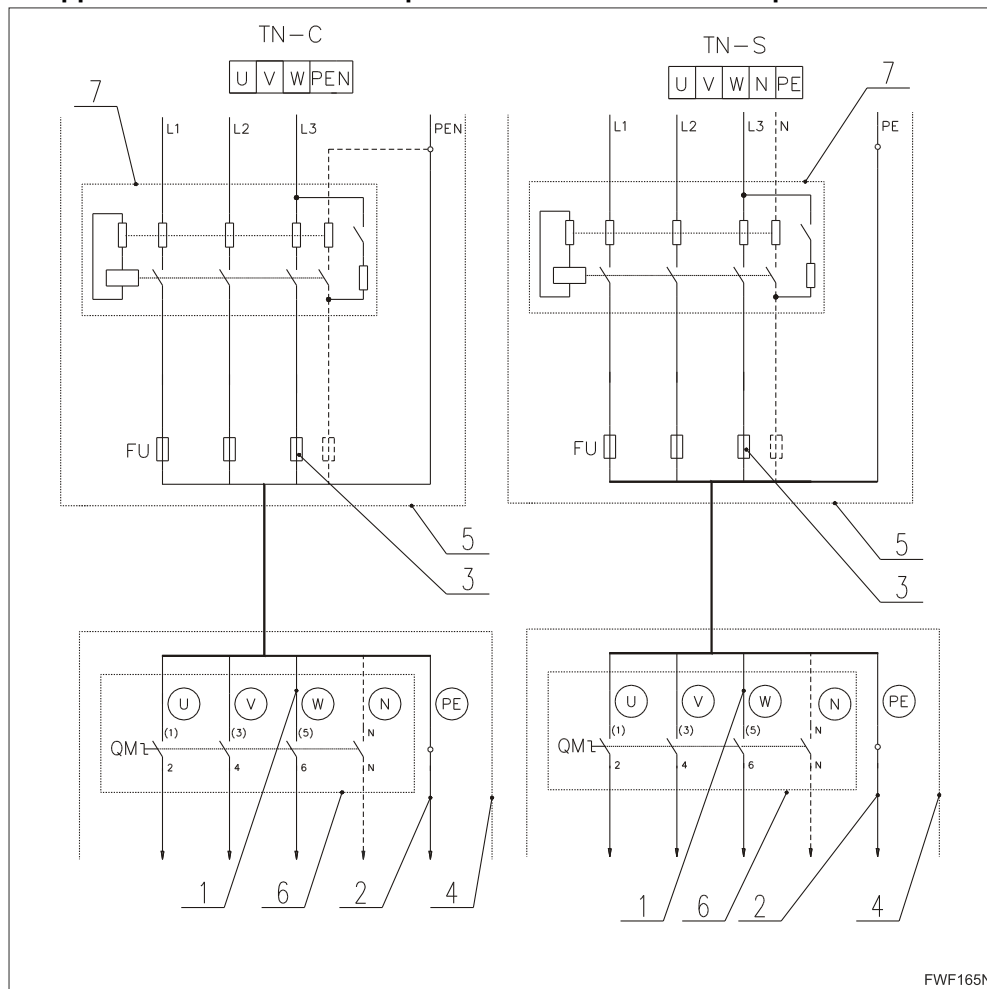 TN-C
U V W PEN
7
L1 L2 L3 PEN
FU
5
3
U V W N PE
(1) (3) (5) N
QM
2 4 6 N
1 6 2 4
TN-S
U V W N PE
7
L1 L2 L3 N PE
FU
5
3
U V W N PE
(1) (3) (5) N
QM
2 4 6 N
1 6 2 4
FWF165N